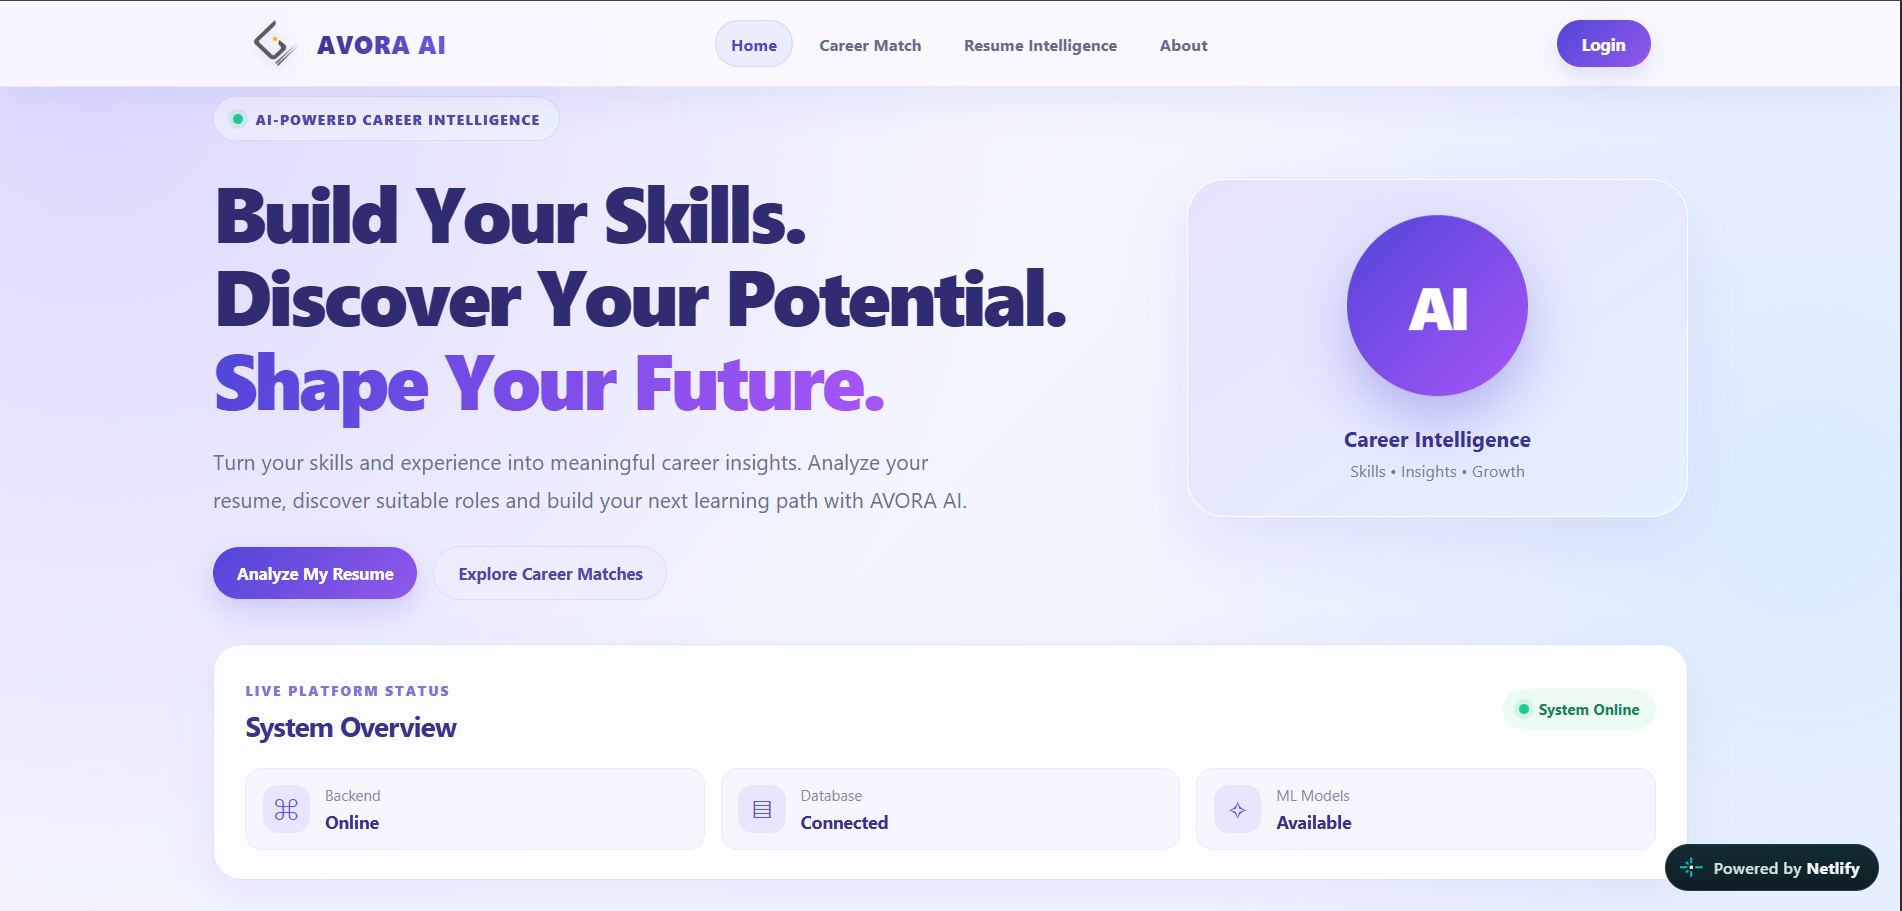 AVORA AI
Home
Career Match
Resume Intelligence
About
Login
AI-POWERED CAREER INTELLIGENCE
Build Your Skills.
Discover Your Potential.
Shape Your Future.
Turn your skills and experience into meaningful career insights. Analyze your
resume, discover suitable roles and build your next learning path with AVORA AI.
Analyze My Resume
Explore Career Matches
AI
Career Intelligence
Skills • Insights • Growth
LIVE PLATFORM STATUS
System Overview
System Online
Backend
Online
Database
Connected
ML Models
Available
Powered by Netlify